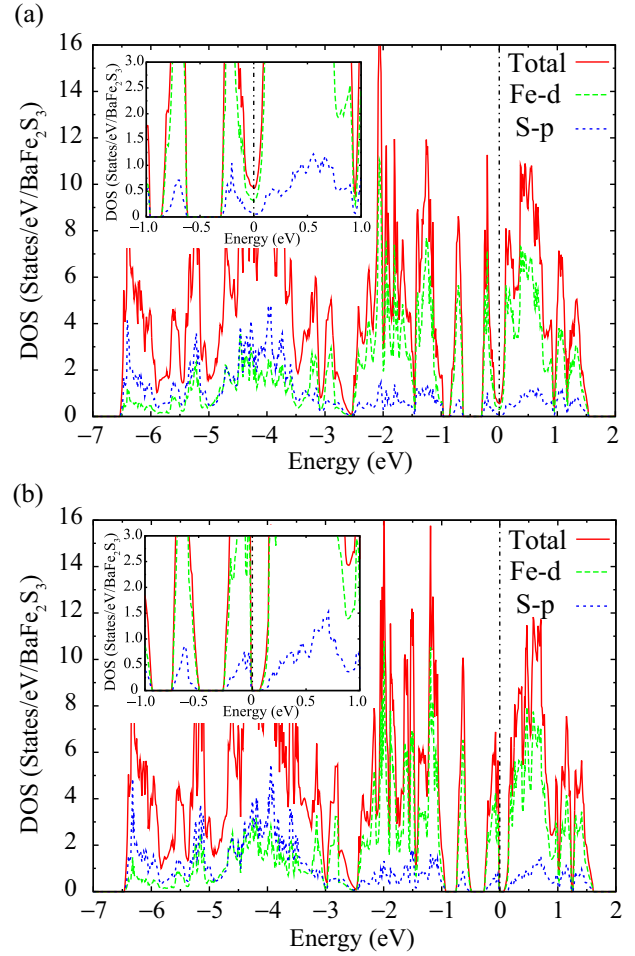 (a)
DOS (States/eV/BaFe₂S₃)
16
14
12
10
8
6
4
2
0
−7 −6 −5 −4 −3 −2 −1 0 1 2
Energy (eV)
Total
Fe-d
S-p
DOS (States/eV/BaFe₂S₃)
3.0
2.5
2.0
1.5
1.0
0.5
0
−1.0 −0.5 0 0.5 1.0
Energy (eV)
(b)
DOS (States/eV/BaFe₂S₃)
16
14
12
10
8
6
4
2
0
−7 −6 −5 −4 −3 −2 −1 0 1 2
Energy (eV)
Total
Fe-d
S-p
DOS (States/eV/BaFe₂S₃)
3.0
2.5
2.0
1.5
1.0
0.5
0
−1.0 −0.5 0 0.5 1.0
Energy (eV)